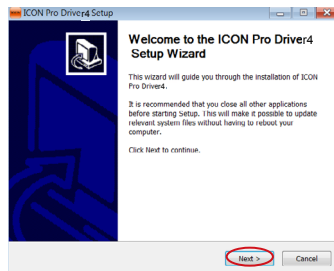 ICON Pro Driver4 Setup
Welcome to the ICON Pro Driver4
Setup Wizard
This wizard will guide you through the installation of ICON
Pro Driver4.
It is recommended that you close all other applications
before starting Setup. This will make it possible to update
relevant system files without having to reboot your
computer.
Click Next to continue.
Next >
Cancel